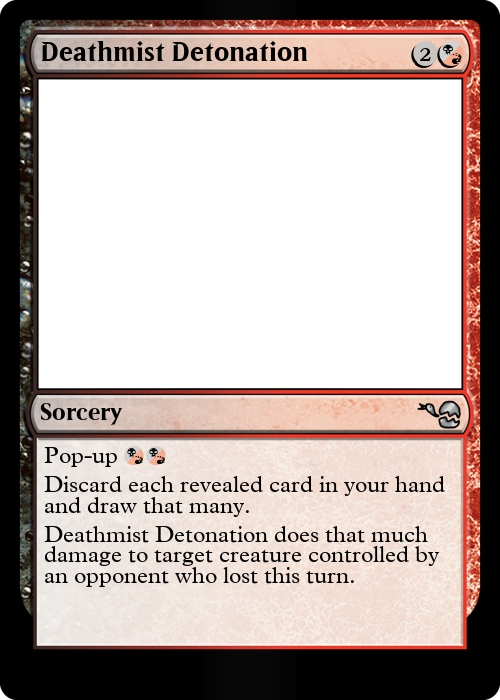 Deathmist Detonation 2
Sorcery
Pop-up
Discard each revealed card in your hand
and draw that many.
Deathmist Detonation does that much
damage to target creature controlled by
an opponent who lost this turn.